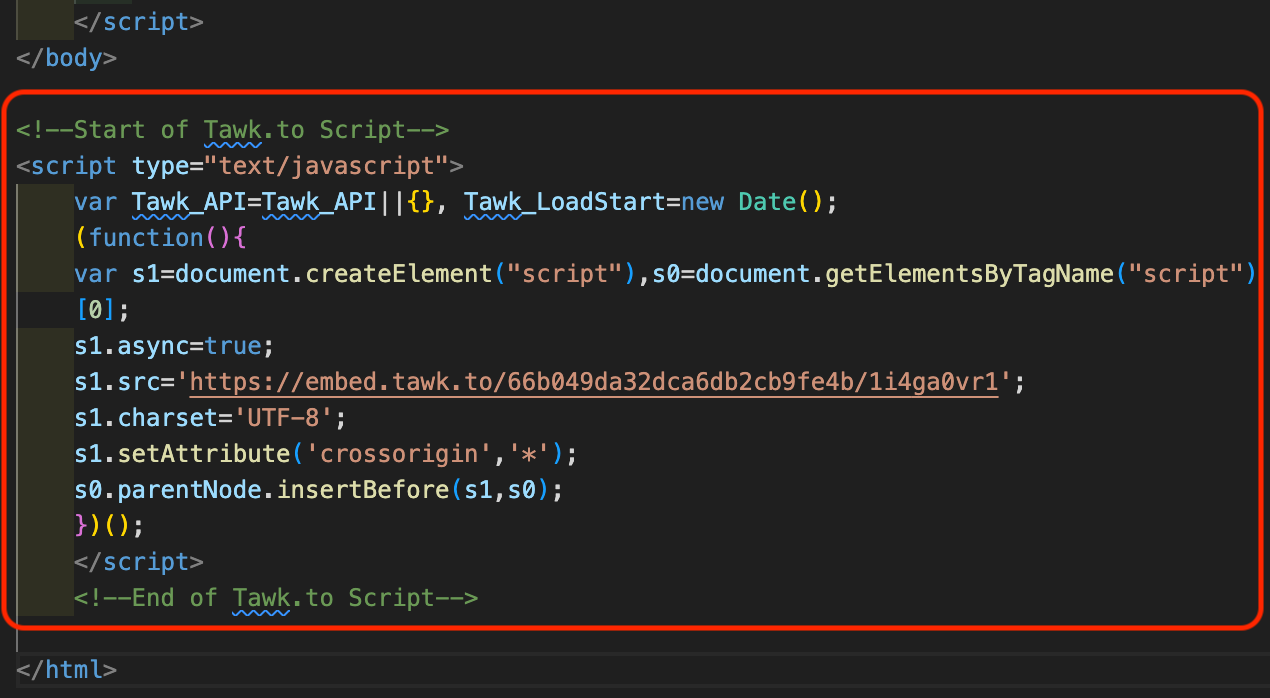 </script>
</body>
<!--Start of Tawk.to Script-->
<script type="text/javascript">
var Tawk_API=Tawk_API||{}, Tawk_LoadStart=new Date();
(function(){
var s1=document.createElement("script"),s0=document.getElementsByTagName("script")
[0];
s1.async=true;
s1.src='https://embed.tawk.to/66b049da32dca6db2cb9fe4b/1i4ga0vr1';
s1.charset='UTF-8';
s1.setAttribute('crossorigin','*');
s0.parentNode.insertBefore(s1,s0);
})();
</script>
<!--End of Tawk.to Script-->
</html>